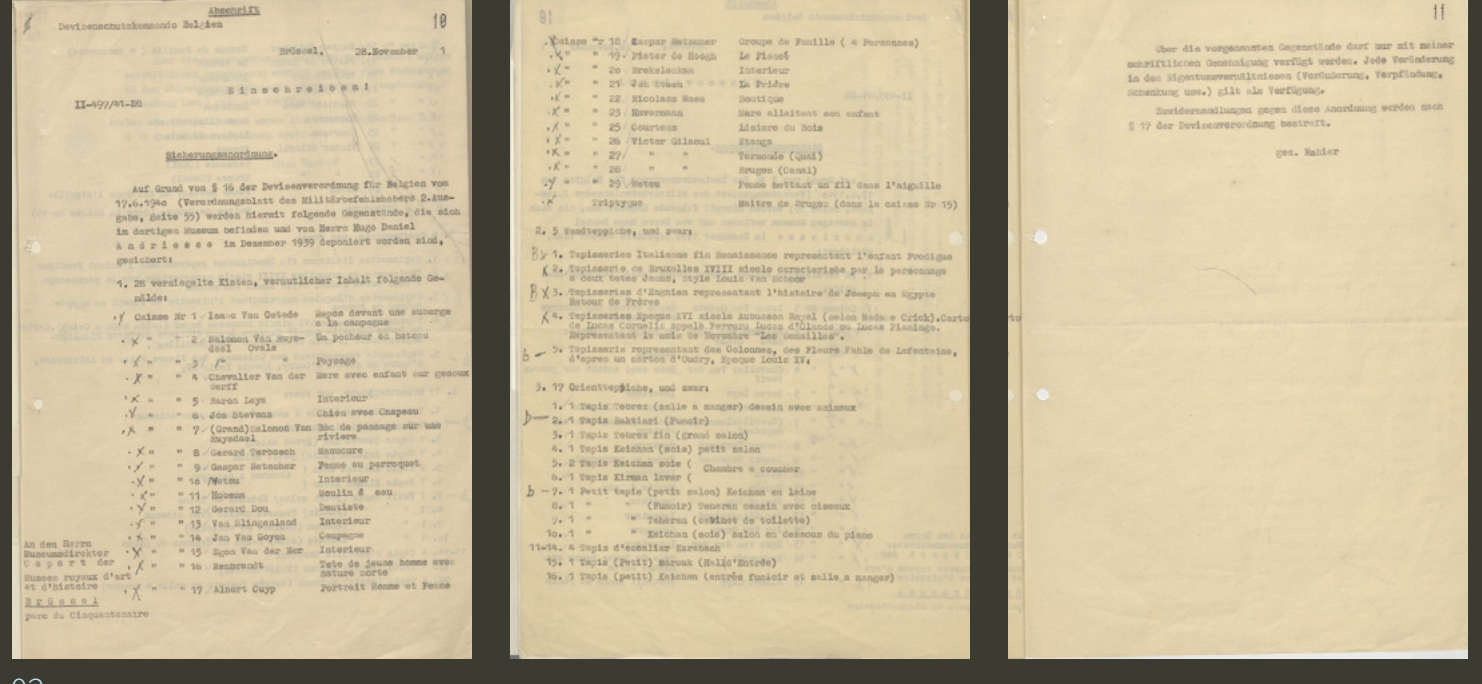 Abschrift
10
Devisenschutzkommando Belgien
Brüssel, 28.November 1
Einschreiben!
II-497/41-
Sicherungsanordnung.
Auf Grund von § 16 der Devisenverordnung für Belgien vom
17.6.1940 (Verordnungsblatt des Militärbefehlshabers 2.Aus-
gabe, Seite 55) werden hiermit folgende Gegenstände, die sich
im dortigen Museum befinden und von Herrn Hugo Daniel
A n d r i e s s e im Dezember 1939 deponiert worden sind,
gesichert:
1. 28 versiegelte Kisten, vermutlicher Inhalt folgende Ge-
mälde:
Caisse Nr 1 Isaac Van Ostade Repos devant une auberge
a la campagne
" " 2 Salomon Van Ruys- Un pecheur en bateau
dael Ovale
" " 3 /" " Paysage
" " 4 Chevalier Van der Mere avec enfant sur genoux
Werff
" " 5 Baron Leys Interieur
" " 6 Jos Stevens Chien avec Chapeau
" " 7 (Grand)Salomon Van Bac de passage sur une
Ruysdael riviere
" " 8 Gerard Terbosch Manucure
" " 9 Gaspar Netscher Femme au perroquet
" " 10 Metsu Interieur
" " 11 Hobema Moulin à eau
" " 12 Gerard Dou Dentiste
" " 13 Van Slingenland Interieur
" " 14 Jan Van Goyen Campagne
" " 15 Egon Van der Neer Interieur
" " 16 Renbrandt Tete de jeune homme avec
nature morte
" " 17 Albert Cuyp Portrait Homme et Femme
An den Herrn
Museumsdirektor
C a p a r t der
Musees royaux d'art
et d'histoire
B r ü s s e l
parc du Cinquantenaire
Caisse Nr 18 Gaspar Netscher Groupe de Famille ( 4 Personnes)
" " 19 Pieter de Hoogh Le Fiancé
" " 20 Brekelenkam Interieur
" " 21 Jan Steen La Prière
" " 22 Nicolaas Maes Boutique
" " 23 Havermann Mere allaitant son enfant
" " 25 Courtens Lisiere du Bois
" " 26 Victor Gilsoul Etangs
" " 27 " " Termonde (Quai)
" " 28 " " Bruges (Canal)
" " 29 Metsu Femme mettant un fil dans l'aiguille
Triptyque Maitre de Bruges (dans la caisse Nr 15)
2. 5 Wandteppiche, und zwar:
B 1. Tapisserie Italienne fin Renaissance representant l'enfant Prodigue
2. Tapisserie de Bruxelles XVIII siecle caracterisée par le personnage
a deux tetes Janus, Style Louis Van Schoor
B 3. Tapisseries d'Enghien representant l'histoire de Joseph en Egypte
Retour de Frères
4. Tapisseries Epoque XVI siecle Aubusson Royal (selon Madame Crick).Carto
de Lucas Cornelis appelé Ferrara Lucas d'Olande ou Lucas
Representant le mois de Novembre "Les Semailles".
b - 5. Tapisserie representant des Colonnes, des Fleurs Fable de Lafontaine,
d'apres un carton d'Oudry, Epoque Louis XV.
3. 17 Orientteppiche, und zwar:
1. 1 Tapis Tebrez (salle a manger) dessin avec animaux
b - 2. 1 Tapis Baktiari (Fumoir)
3. 1 Tapis Tebres fin (grand salon)
4. 1 Tapis Keichan (soie) petit salon
5. 2 Tapis Keichan soie (
Chambre a coucher
6. 1 Tapis Kirman lover (
b - 7. 1 Petit tapis (petit salon) Keichan en laine
8. 1 " " (Fumoir) Teheran dessin avec oiseaux
9. 1 " " Teheran (cabinet de toilette)
10. 1 " " Keichan (soie) salon en dessous du piano
11-14. 4 Tapis d'escalier Karabach
15. 1 Tapis (Petit) Sarouk (Hall d'Entrée)
16. 1 Tapis (petit) Keichan (entrée fumoir et salle a manger)
11
Über die vorgenannten Gegenstände darf nur mit meiner
schriftlichen Genehmigung verfügt werden. Jede Veränderung
in den Eigentumsverhältnissen (Veräußerung, Verpfändung,
Schenkung usw.) gilt als Verfügung.
Zuwiderhandlungen gegen diese Anordnung werden nach
§ 17 der Devisenverordnung bestraft.
gez. Mahler